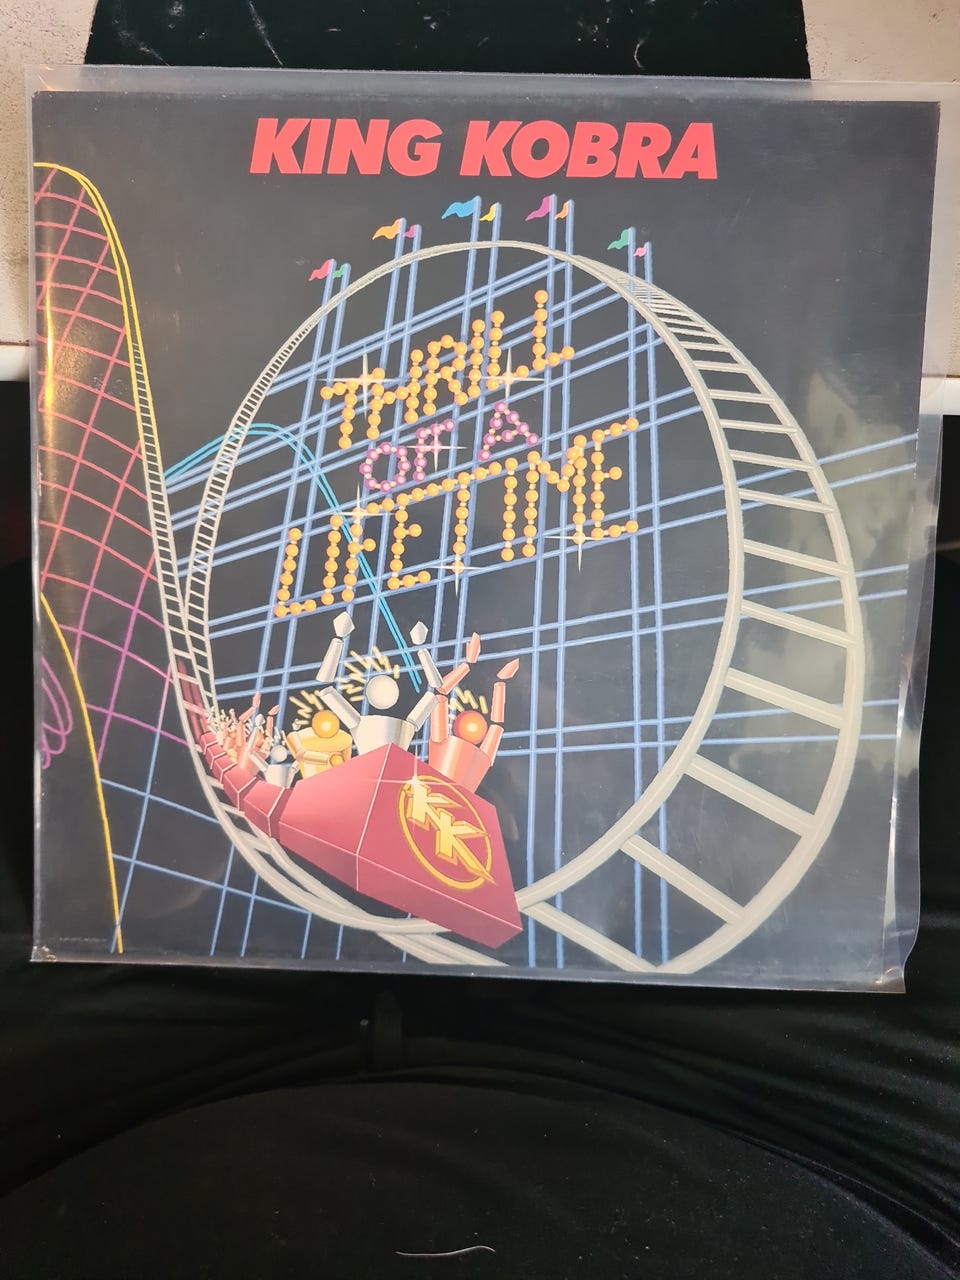 KING KOBRA
THRILL
OF A
LIFETIME
KK